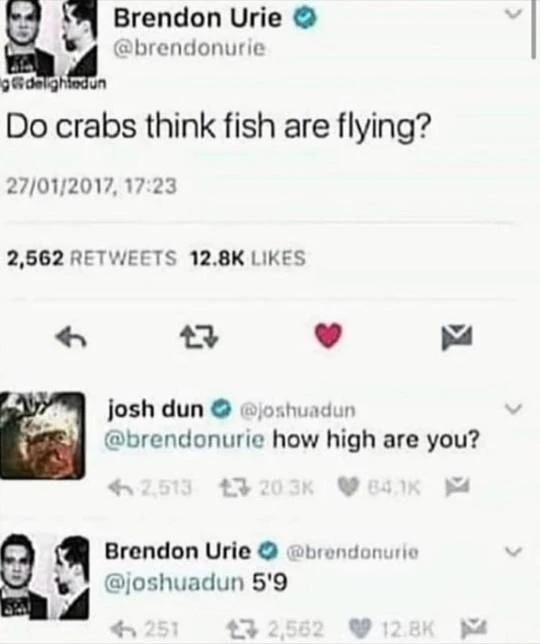 Brendon Urie
@brendonurie
Do crabs think fish are flying?
27/01/2017, 17:23
2,562 RETWEETS 12.8K LIKES
josh dun @joshuadun
@brendonurie how high are you?
2,513 20.3K 64.1K
Brendon Urie @brendonurie
@joshuadun 5'9
251 2,562 12.8K